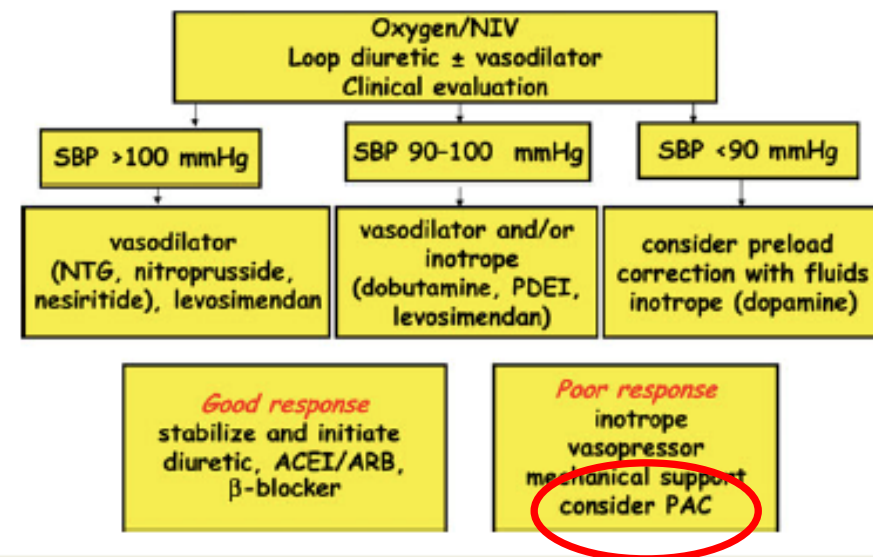 Oxygen/NIV
Loop diuretic ± vasodilator
Clinical evaluation
SBP >100 mmHg
SBP 90-100 mmHg
SBP <90 mmHg
vasodilator
(NTG, nitroprusside,
nesiritide), levosimendan
vasodilator and/or
inotrope
(dobutamine, PDEI,
levosimendan)
consider preload
correction with fluids
inotrope (dopamine)
Good response
stabilize and initiate
diuretic, ACEI/ARB,
β-blocker
Poor response
inotrope
vasopressor
mechanical support
consider PAC